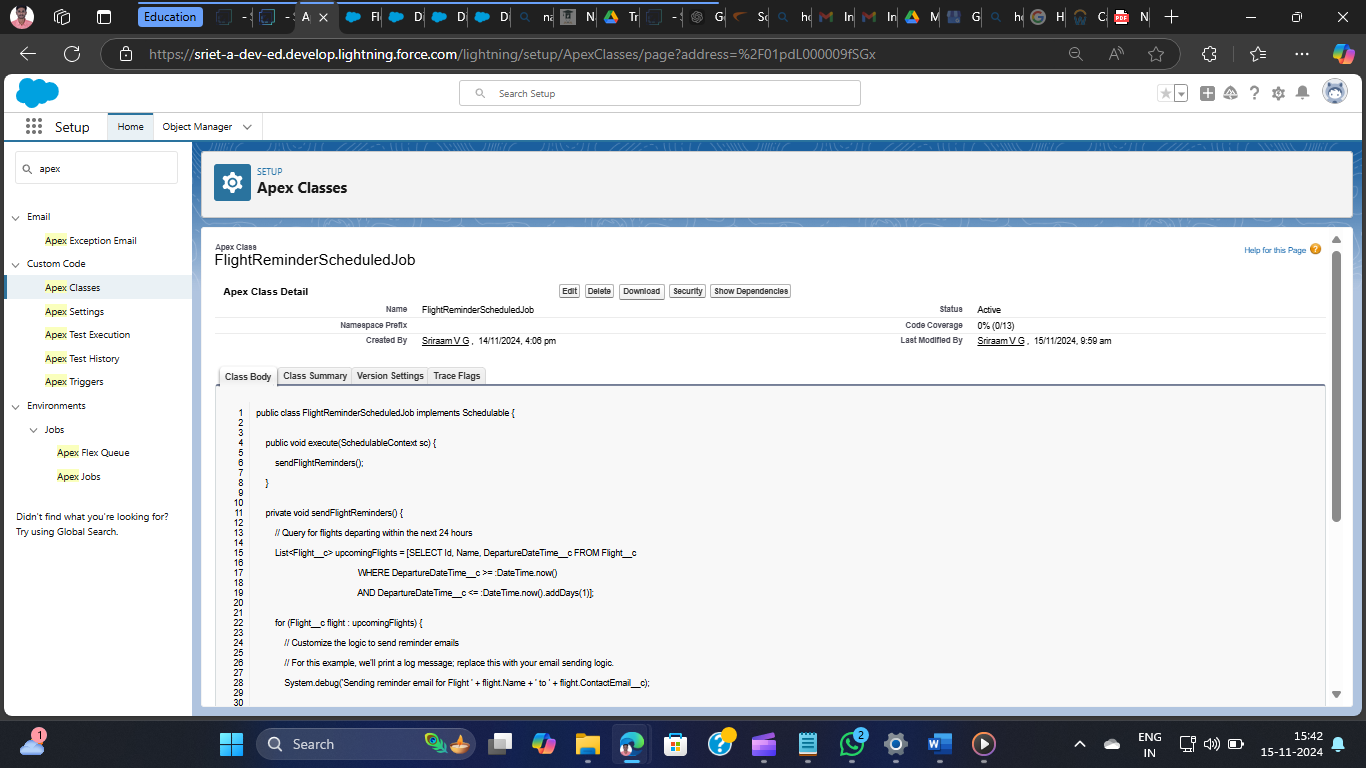 Education
https://sriet-a-dev-ed.develop.lightning.force.com/lightning/setup/ApexClasses/page?address=%2F01pdL000009fSGx
Search Setup
Setup
Home
Object Manager
apex
Email
Apex Exception Email
Custom Code
Apex Classes
Apex Settings
Apex Test Execution
Apex Test History
Apex Triggers
Environments
Jobs
Apex Flex Queue
Apex Jobs
Didn't find what you're looking for?
Try using Global Search.
SETUP
Apex Classes
Apex Class
FlightReminderScheduledJob
Help for this Page
Apex Class Detail
Edit Delete Download Security Show Dependencies
Name FlightReminderScheduledJob Status Active
Namespace Prefix Code Coverage 0% (0/13)
Created By Sriraam V G , 14/11/2024, 4:06 pm Last Modified By Sriraam V G , 15/11/2024, 9:59 am
Class Body Class Summary Version Settings Trace Flags
1 public class FlightReminderScheduledJob implements Schedulable {
2
3
4 public void execute(SchedulableContext sc) {
5
6 sendFlightReminders();
7
8 }
9
10
11 private void sendFlightReminders() {
12
13 // Query for flights departing within the next 24 hours
14
15 List<Flight__c> upcomingFlights = [SELECT Id, Name, DepartureDateTime__c FROM Flight__c
16
17 WHERE DepartureDateTime__c >= :DateTime.now()
18
19 AND DepartureDateTime__c <= :DateTime.now().addDays(1)];
20
21
22 for (Flight__c flight : upcomingFlights) {
23
24 // Customize the logic to send reminder emails
25
26 // For this example, we'll print a log message; replace this with your email sending logic.
27
28 System.debug('Sending reminder email for Flight ' + flight.Name + ' to ' + flight.ContactEmail__c);
29
30
1
Search
2
ENG
IN
15:42
15-11-2024